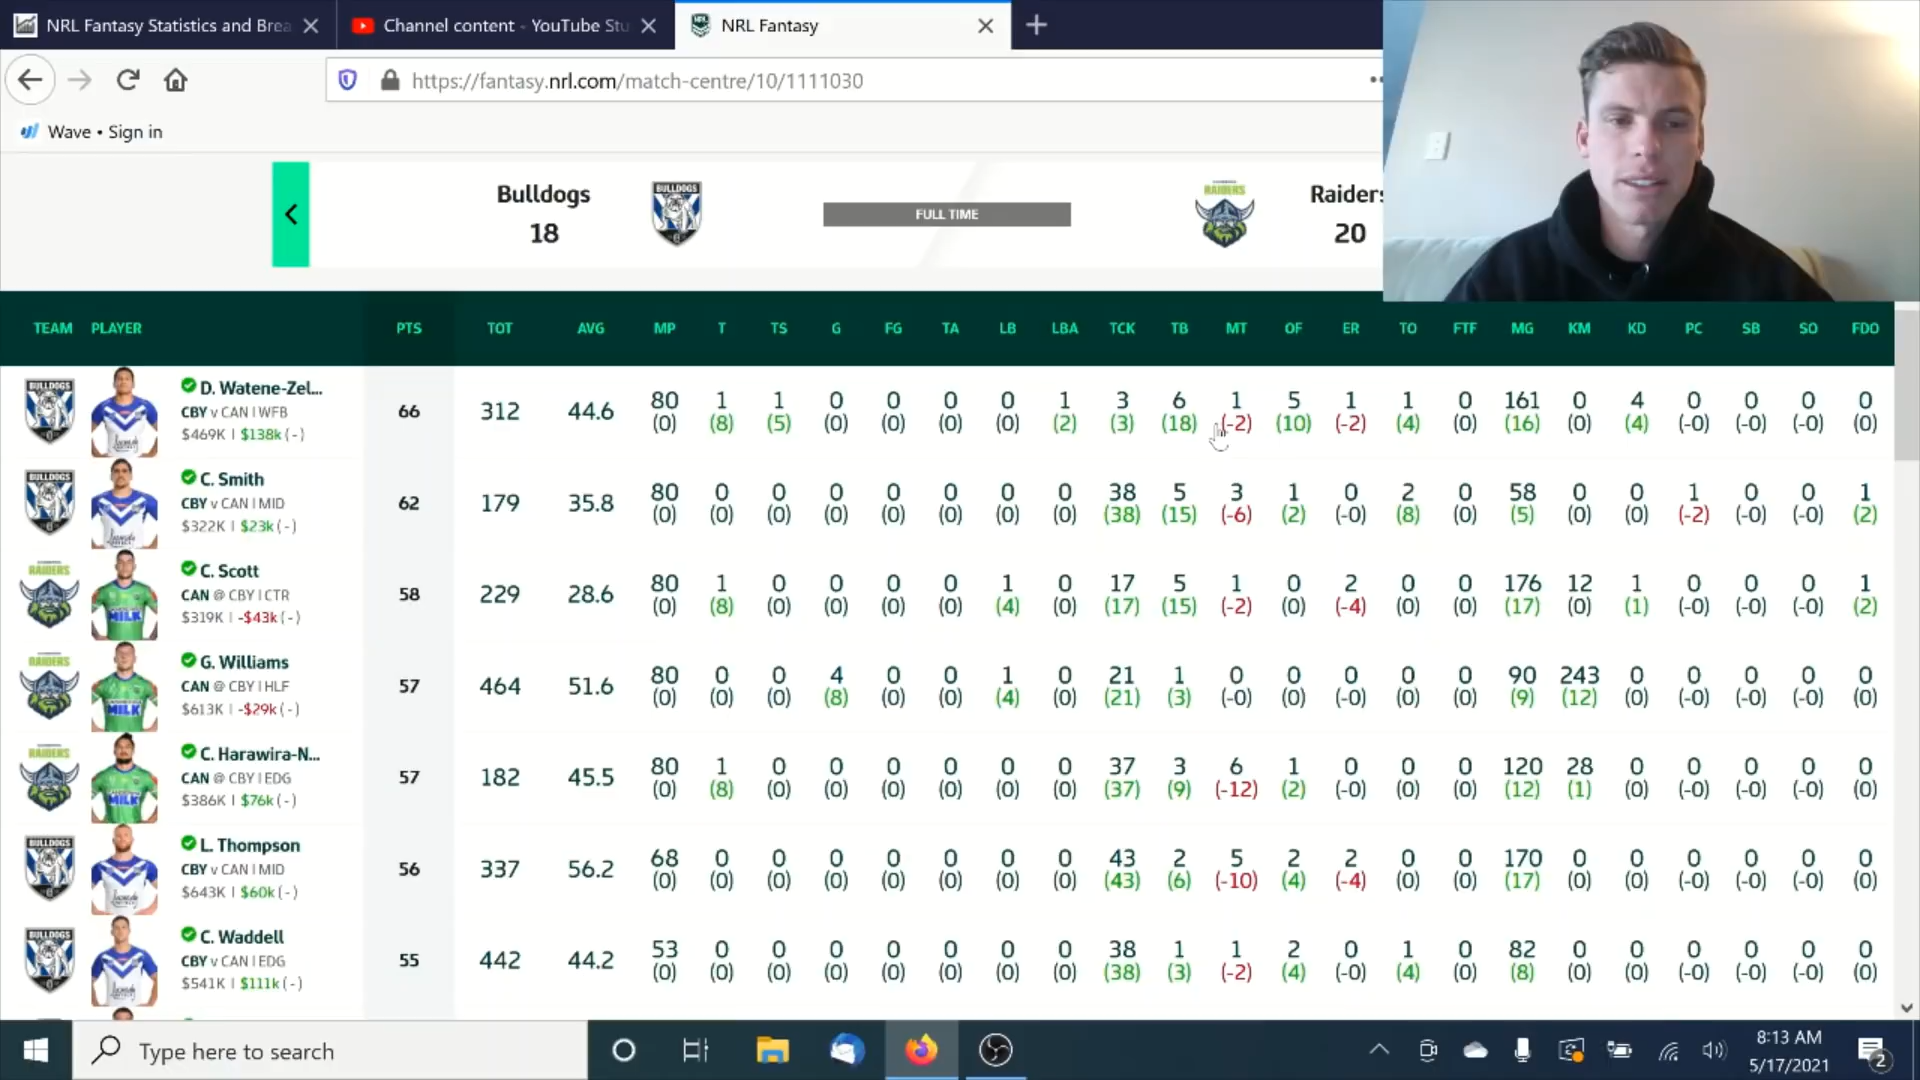 NRL Fantasy Statistics and Brea
Channel content - YouTube Stu
NRL Fantasy
https://fantasy.nrl.com/match-centre/10/1111030
Wave • Sign in
Bulldogs
18
BULLDOGS
FULL TIME
RAIDERS
Raiders
20
TEAM PLAYER PTS TOT AVG MP T TS G FG TA LB LBA TCK TB MT OF ER TO FTF MG KM KD PC SB SO FDO
BULLDOGS
D. Watene-Zel...
CBY v CAN | WFB
$469K | $138k (-)
66 312 44.6
80 1 1 0 0 0 0 1 3 6 1 5 1 1 0 161 0 4 0 0 0 0
(0) (8) (5) (0) (0) (0) (0) (2) (3) (18) (-2) (10) (-2) (4) (0) (16) (0) (4) (-0) (-0) (-0) (0)
BULLDOGS
C. Smith
CBY v CAN | MID
$322K | $23k (-)
62 179 35.8
80 0 0 0 0 0 0 0 38 5 3 1 0 2 0 58 0 0 1 0 0 1
(0) (0) (0) (0) (0) (0) (0) (0) (38) (15) (-6) (2) (-0) (8) (0) (5) (0) (0) (-2) (-0) (-0) (2)
RAIDERS
C. Scott
CAN @ CBY | CTR
$319K | -$43k (-)
MILK
58 229 28.6
80 1 0 0 0 0 1 0 17 5 1 0 2 0 0 176 12 1 0 0 0 1
(0) (8) (0) (0) (0) (0) (4) (0) (17) (15) (-2) (0) (-4) (0) (0) (17) (0) (1) (-0) (-0) (-0) (2)
RAIDERS
G. Williams
CAN @ CBY | HLF
$613K | -$29k (-)
MILK
57 464 51.6
80 0 0 4 0 0 1 0 21 1 0 0 0 0 0 90 243 0 0 0 0 0
(0) (0) (0) (8) (0) (0) (4) (0) (21) (3) (-0) (0) (-0) (0) (0) (9) (12) (0) (-0) (-0) (-0) (0)
RAIDERS
C. Harawira-N...
CAN @ CBY | EDG
$386K | $76k (-)
MILK
57 182 45.5
80 1 0 0 0 0 0 0 37 3 6 1 0 0 0 120 28 0 0 0 0 0
(0) (8) (0) (0) (0) (0) (0) (0) (37) (9) (-12) (2) (-0) (0) (0) (12) (1) (0) (-0) (-0) (-0) (0)
BULLDOGS
L. Thompson
CBY v CAN | MID
$643K | $60k (-)
56 337 56.2
68 0 0 0 0 0 0 0 43 2 5 2 2 0 0 170 0 0 0 0 0 0
(0) (0) (0) (0) (0) (0) (0) (0) (43) (6) (-10) (4) (-4) (0) (0) (17) (0) (0) (-0) (-0) (-0) (0)
BULLDOGS
C. Waddell
CBY v CAN | EDG
$541K | $111k (-)
55 442 44.2
53 0 0 0 0 0 0 0 38 1 1 2 0 1 0 82 0 0 0 0 0 0
(0) (0) (0) (0) (0) (0) (0) (0) (38) (3) (-2) (4) (-0) (4) (0) (8) (0) (0) (-0) (-0) (-0) (0)
Type here to search
8:13 AM
5/17/2021
2